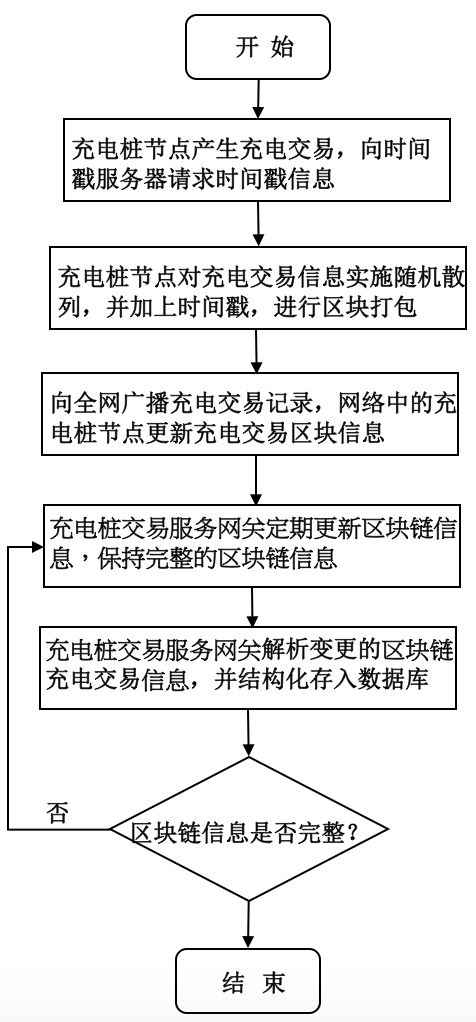 开 始
充电桩节点产生充电交易，向时间
戳服务器请求时间戳信息
充电桩节点对充电交易信息实施随机散
列，并加上时间戳，进行区块打包
向全网广播充电交易记录，网络中的充
电桩节点更新充电交易区块信息
充电桩交易服务网关定期更新区块链信
息，保持完整的区块链信息
充电桩交易服务网关解析变更的区块链
充电交易信息，并结构化存入数据库
否
区块链信息是否完整？
结 束